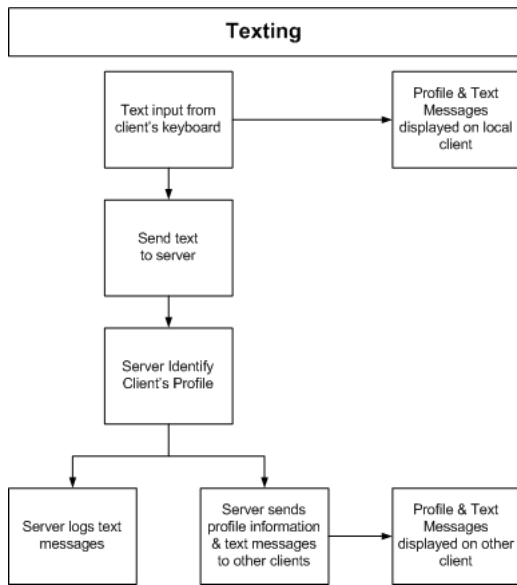 Texting
Text input from
client's keyboard
Profile & Text
Messages
displayed on local
client
Send text
to server
Server Identify
Client's Profile
Server logs text
messages
Server sends
profile information
& text messages
to other clients
Profile & Text
Messages
displayed on other
client